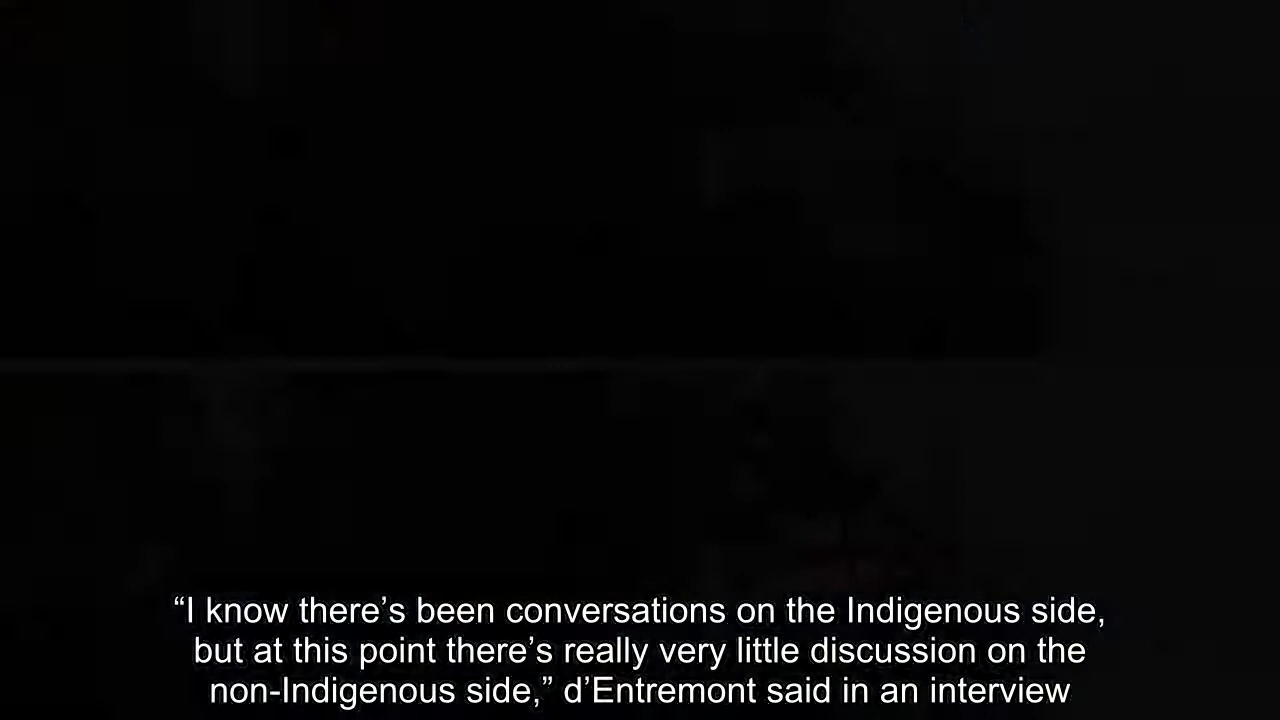 “I know there’s been conversations on the Indigenous side,
but at this point there’s really very little discussion on the
non-Indigenous side,” d’Entremont said in an interview